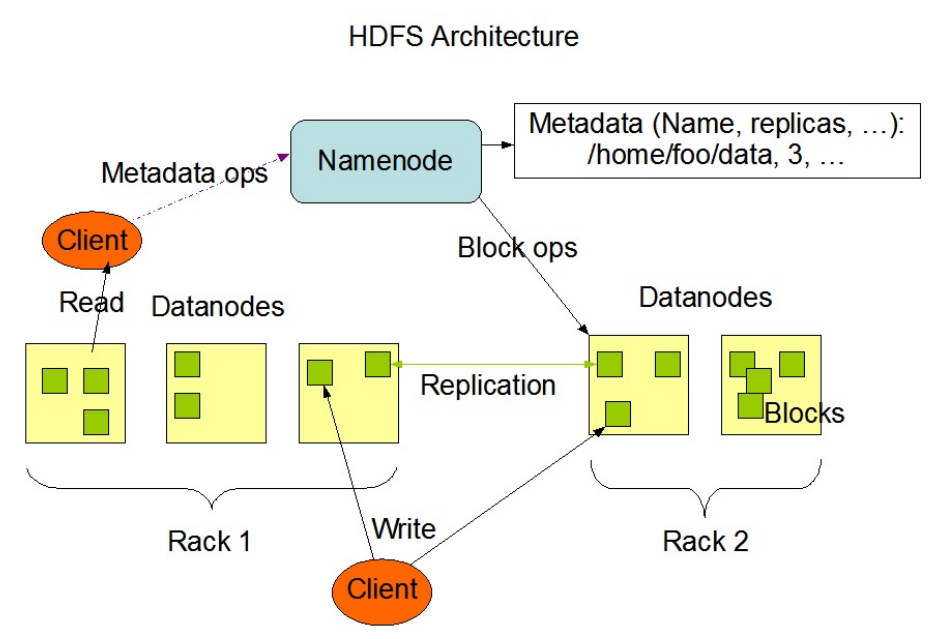 HDFS Architecture
Metadata (Name, replicas, …):
/home/foo/data, 3, …
Namenode
Metadata ops
Client
Block ops
Read
Datanodes
Datanodes
Replication
Blocks
Rack 1
Write
Rack 2
Client